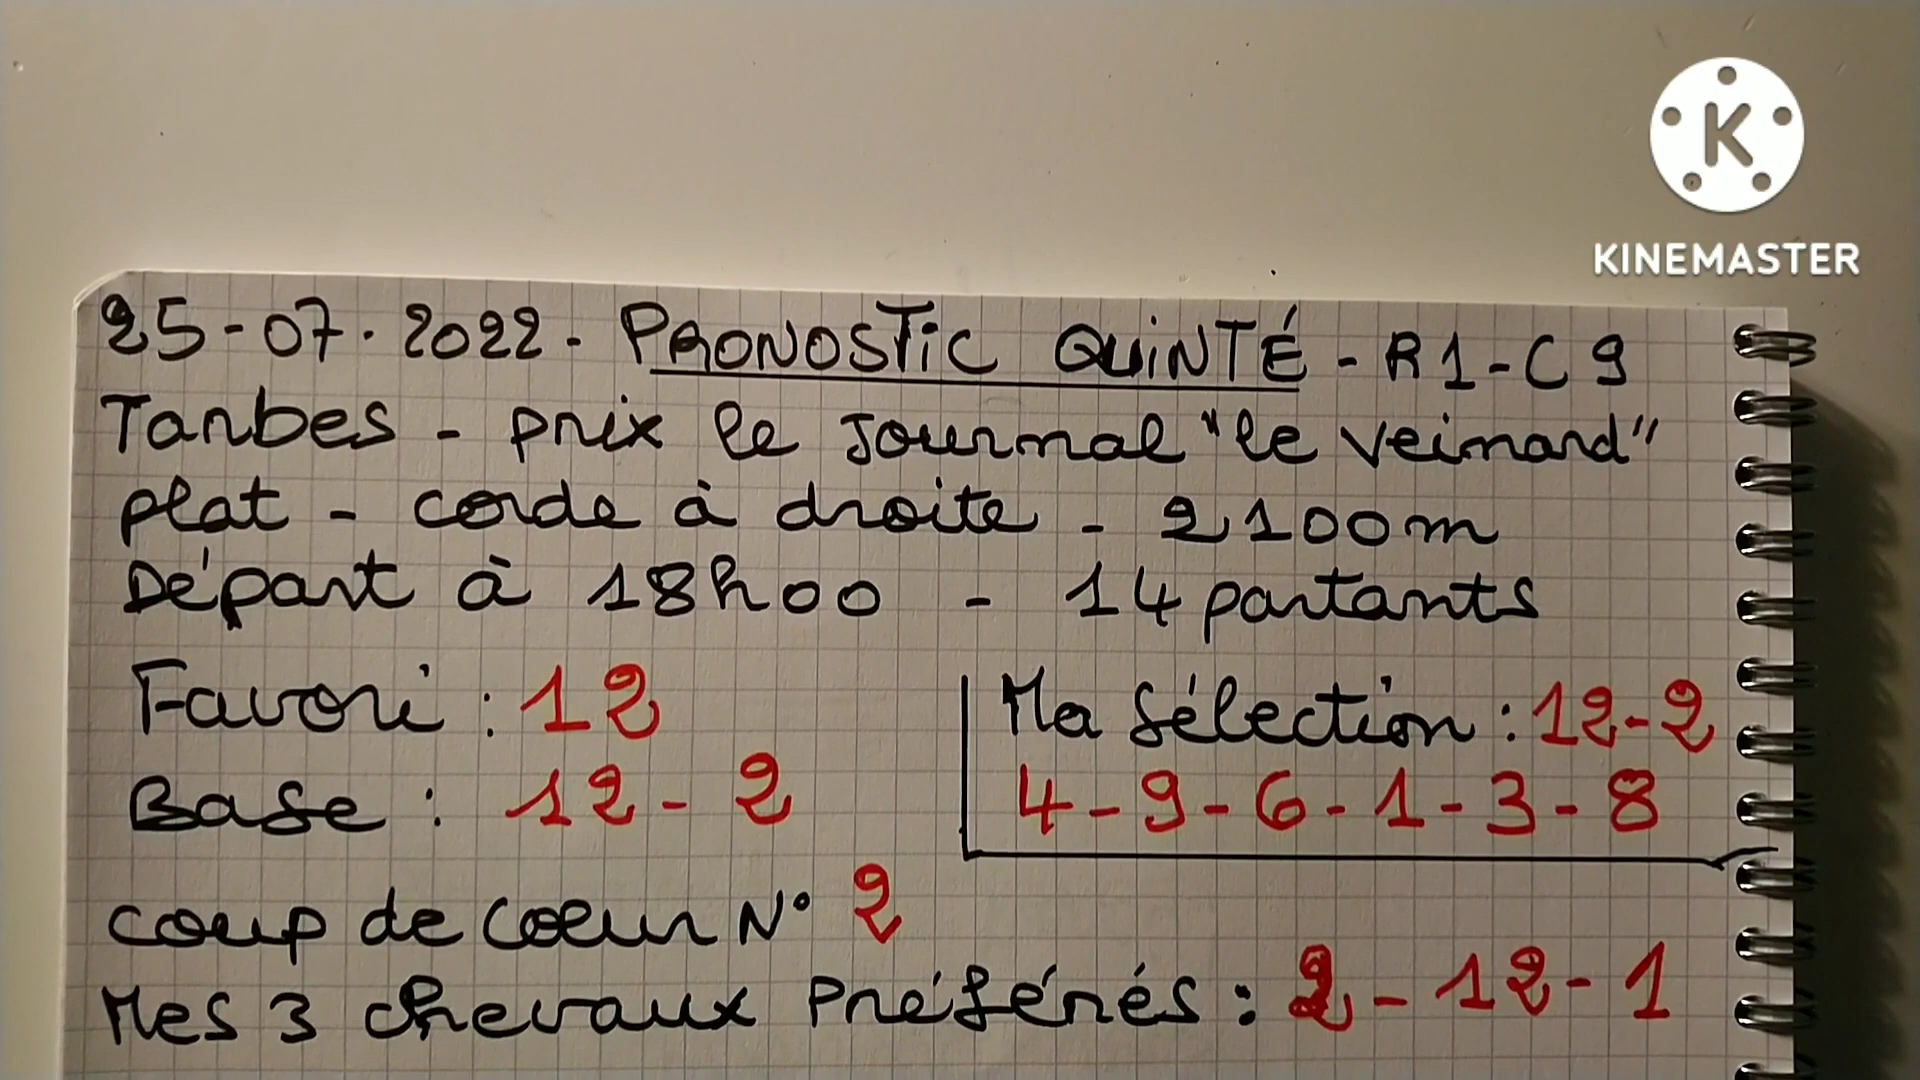 KINEMASTER
25-07-2022 - PRONOSTIC QUINTÉ - R1-C9
Tarbes - prix le Journal "le veinard"
plat - corde à droite - 2100m
Départ à 18h00 - 14 partants
Favori : 12
Base : 12 - 2
Ma sélection : 12-2
4-9-6-1-3-8
coup de coeur N° 2
Mes 3 chevaux Préférés : 2-12-1